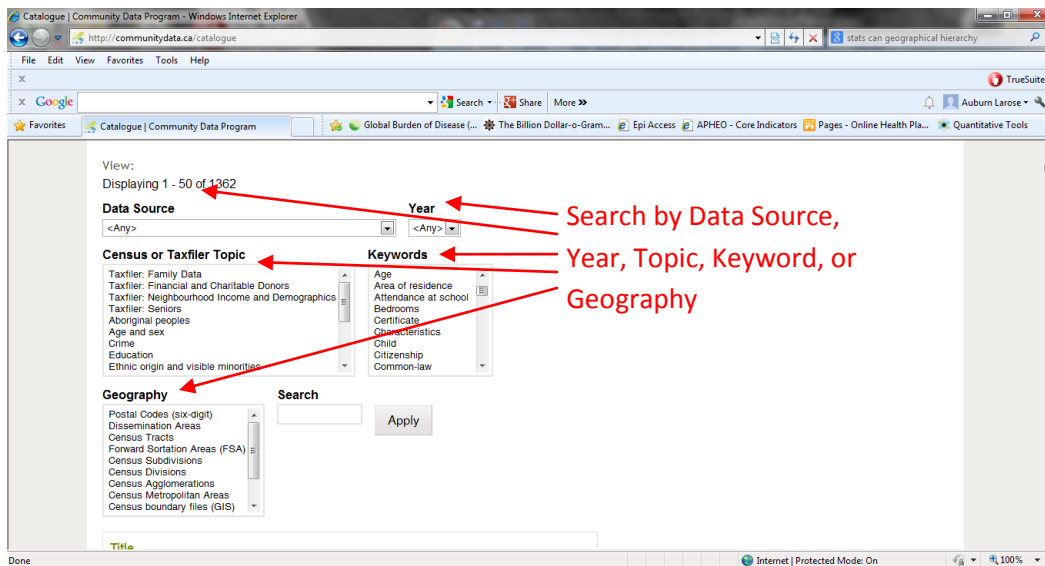 Catalogue | Community Data Program - Windows Internet Explorer
http://communitydata.ca/catalogue
stats can geographical hierarchy
File Edit View Favorites Tools Help
x
TrueSuite
x Google
Search
Share
More »
Auburn Larose
Favorites
Catalogue | Community Data Program
Global Burden of Disease (...
The Billion Dollar-o-Gram...
Epi Access
APHEO - Core Indicators
Pages - Online Health Pla...
Quantitative Tools
View:
Displaying 1 - 50 of 1362
Data Source
Year
<Any>
<Any>
Search by Data Source,
Year, Topic, Keyword, or
Geography
Census or Taxfiler Topic
Keywords
Taxfiler: Family Data
Taxfiler: Financial and Charitable Donors
Taxfiler: Neighbourhood Income and Demographics
Taxfiler: Seniors
Aboriginal peoples
Age and sex
Crime
Education
Ethnic origin and visible minorities
Age
Area of residence
Attendance at school
Bedrooms
Certificate
Characteristics
Child
Citizenship
Common-law
Geography
Search
Postal Codes (six-digit)
Dissemination Areas
Census Tracts
Forward Sortation Areas (FSA)
Census Subdivisions
Census Divisions
Census Agglomerations
Census Metropolitan Areas
Census boundary files (GIS)
Apply
Title
Done
Internet | Protected Mode: On
100%